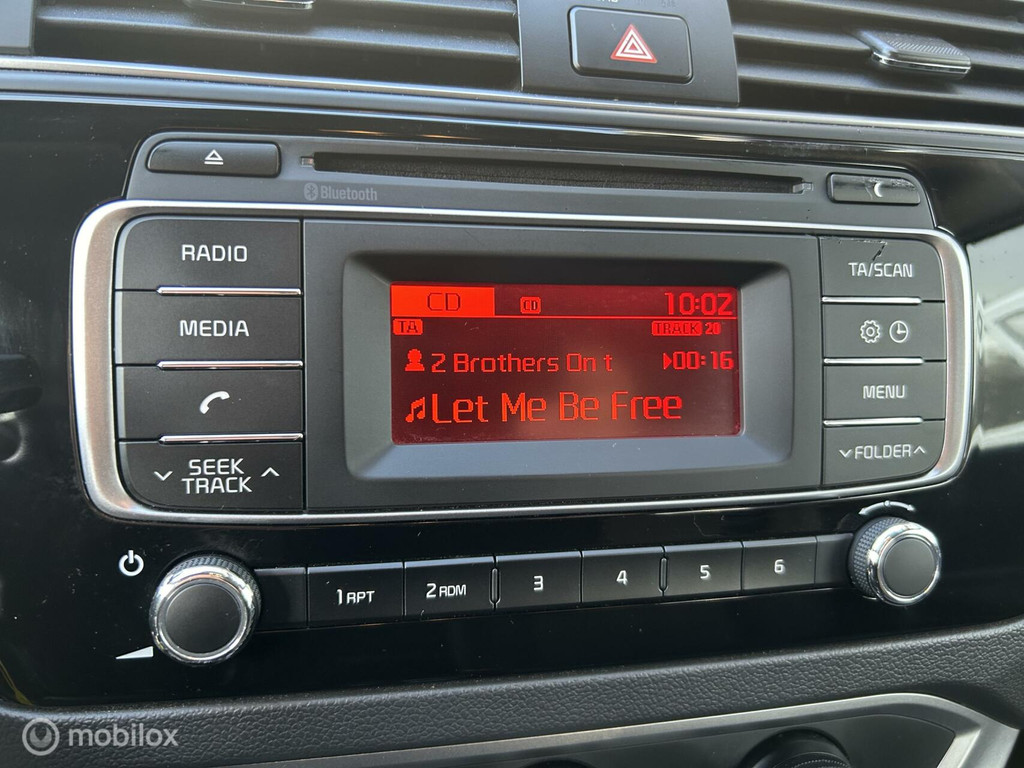 Bluetooth
RADIO
MEDIA
SEEK
TRACK
CD CD 10:02
TA TRACK 20
2 Brothers On t 00:16
Let Me Be Free
TA/SCAN
MENU
FOLDER
1 RPT 2 RDM 3 4 5 6
mobilox